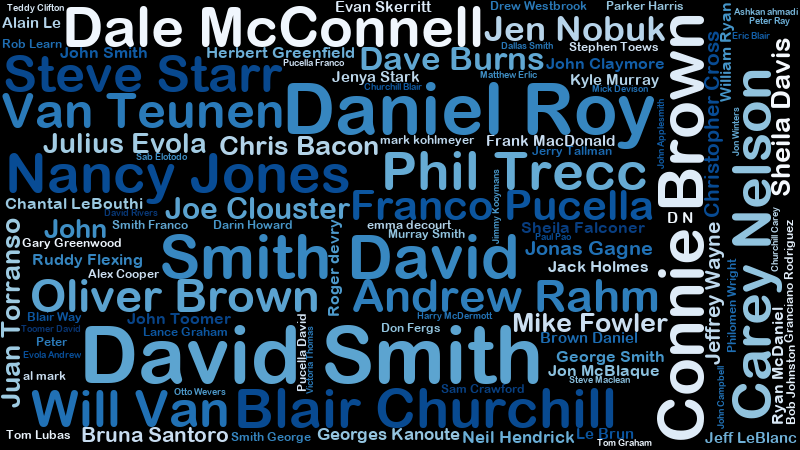 Teddy Clifton
Evan Skerritt
Drew Westbrook
Parker Harris
Ashkan ahmadi
Alain Le
Dale McConnell
Jen Nobuk
Peter Ray
Rob Learn
John Smith
Herbert Greenfield
Dave Burns
Dallas Smith
Stephen Toews
Eric Blair
Steve Starr
Pucella Franco
Jenya Stark
Matthew Erlic
John Claymore
Kyle Murray
Churchill Blair
Mick Devison
William Ryan
Christopher Cross
Connie Brown
Sheila Davis
Van Teunen
Daniel Roy
John Applesmith
Jon Winters
Julius Evola
Chris Bacon
mark kohlmeyer
Frank MacDonald
Jerry Tallman
Sab Elotodo
Nancy Jones
Phil Trecc
Carey Nelson
Chantal LeBouthi
David Rivers
Joe Clouster
Jimmy Kooymans
Franco Pucella
D N
John
Smith Franco
Darin Howard
emma decourt
Murray Smith
Sheila Falconer
Paul Pao
Churchill Carey
Gary Greenwood
Juan Torranso
Smith David
Jonas Gagne
Ruddy Flexing
Roger devry
Jack Holmes
Jeffrey Wayne
Philomen Wright
Alex Cooper
Oliver Brown
Andrew Rahm
Bob Johnston Granciano Rodriguez
Blair Way
John Toomer
Harry McDermott
Mike Fowler
Ryan McDaniel
Toomer David
Lance Graham
Pucella David
Victoria Thomas
Don Fergs
Brown Daniel
Peter
Evola Andrew
David Smith
George Smith
al mark
Jon McBlaque
Steve Maclean
John Campbell
Otto Wevers
Sam Crawford
Will Van
Blair Churchill
Tom Lubas
Bruna Santoro
Smith George
Georges Kanoute
Neil Hendrick
Le Brun
Tom Graham
Jeff LeBlanc